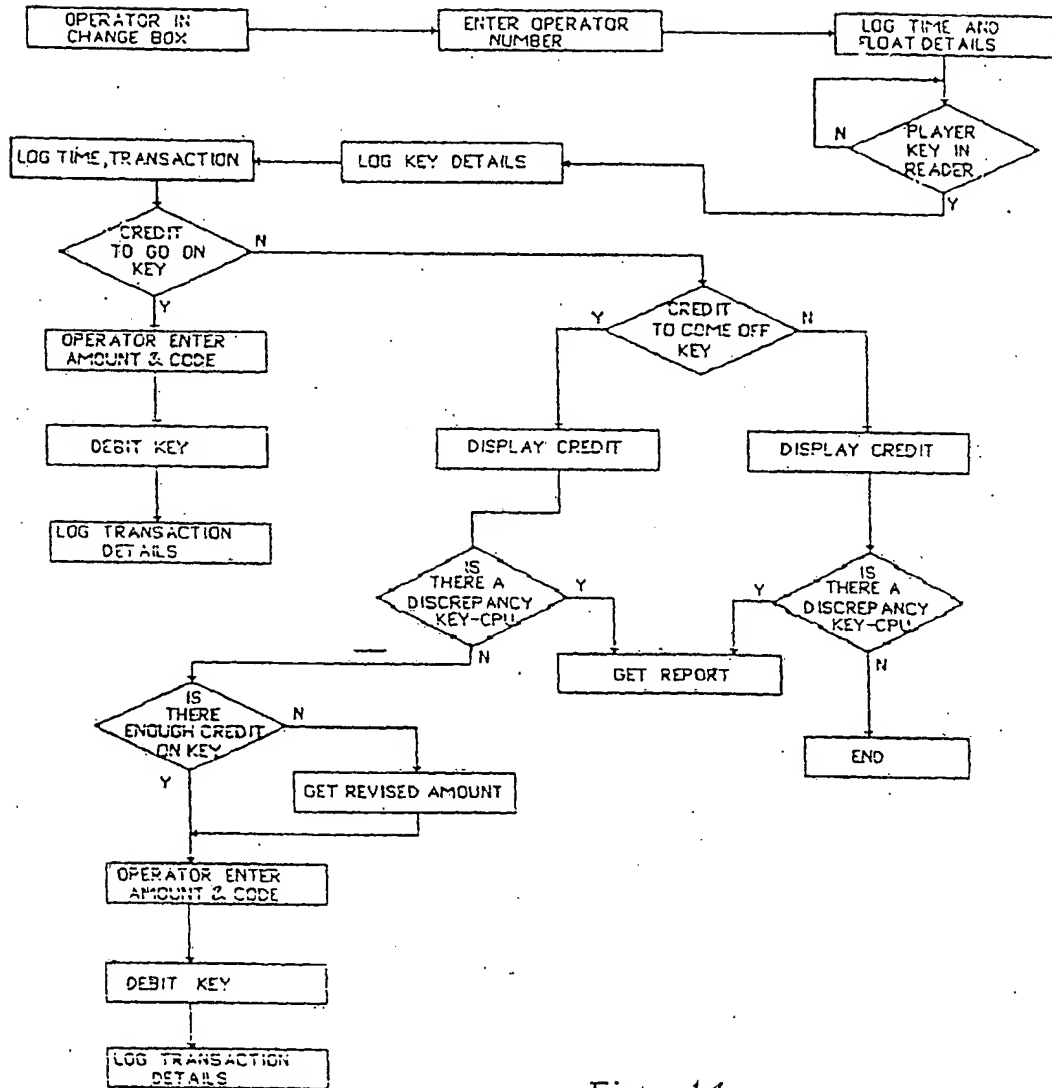 OPERATOR IN
CHANGE BOX
ENTER OPERATOR
NUMBER
LOG TIME AND
FLOAT DETAILS
PLAYER
KEY IN
READER
N
Y
LOG KEY DETAILS
LOG TIME, TRANSACTION
CREDIT
TO GO ON
KEY
N
Y
OPERATOR ENTER
AMOUNT & CODE
DEBIT KEY
LOG TRANSACTION
DETAILS
CREDIT
TO COME OFF
KEY
Y
N
DISPLAY CREDIT
DISPLAY CREDIT
IS
THERE A
DISCREPANCY
KEY-CPU
Y
N
IS
THERE A
DISCREPANCY
KEY-CPU
Y
N
GET REPORT
END
IS
THERE
ENOUGH CREDIT
ON KEY
N
Y
GET REVISED AMOUNT
OPERATOR ENTER
AMOUNT & CODE
DEBIT KEY
LOG TRANSACTION
DETAILS